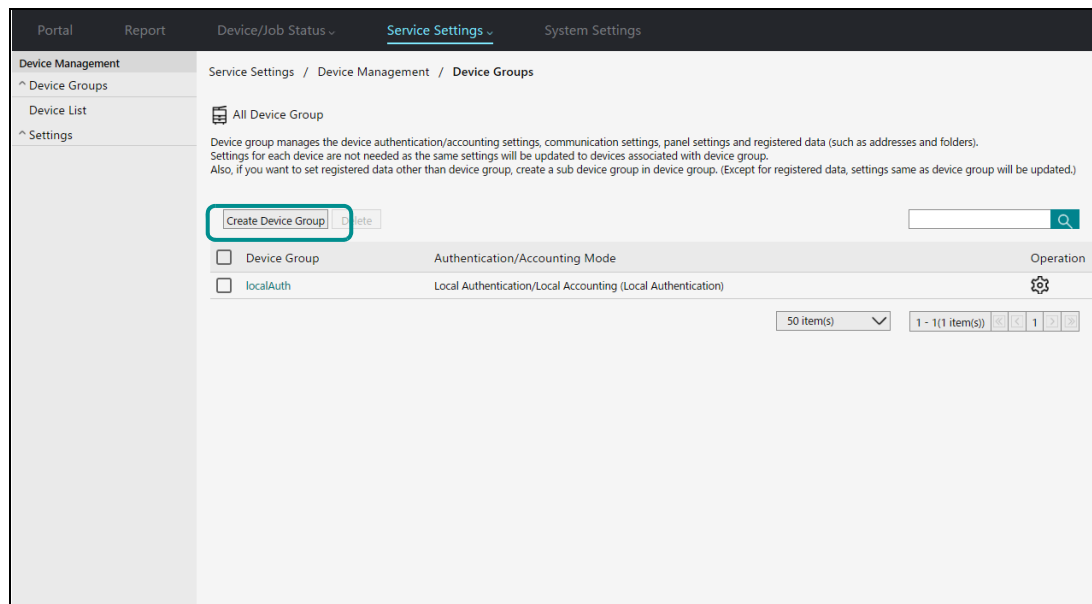 Portal Report Device/Job Status Service Settings System Settings
Device Management
Device Groups
Device List
Settings
Service Settings / Device Management / Device Groups
All Device Group
Device group manages the device authentication/accounting settings, communication settings, panel settings and registered data (such as addresses and folders).
Settings for each device are not needed as the same settings will be updated to devices associated with device group.
Also, if you want to set registered data other than device group, create a sub device group in device group. (Except for registered data, settings same as device group will be updated.)
Create Device Group Delete
Device Group Authentication/Accounting Mode Operation
localAuth Local Authentication/Local Accounting (Local Authentication)
50 item(s) 1 - 1(1 item(s)) « < 1 > »